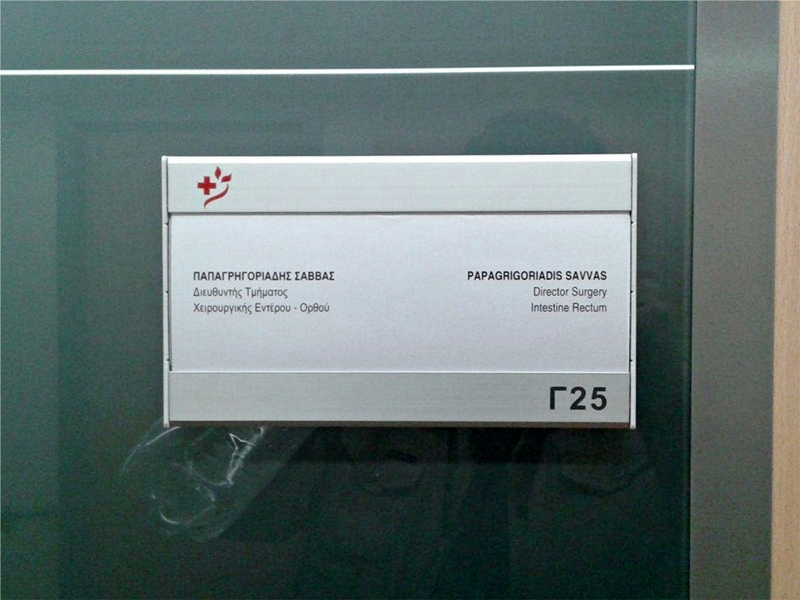 ΠΑΠΑΓΡΗΓΟΡΙΑΔΗΣ ΣΑΒΒΑΣ
Διευθυντής Τμήματος
Χειρουργικής Εντέρου - Ορθού
PAPAGRIGORIADIS SAVVAS
Director Surgery
Intestine Rectum
Γ25